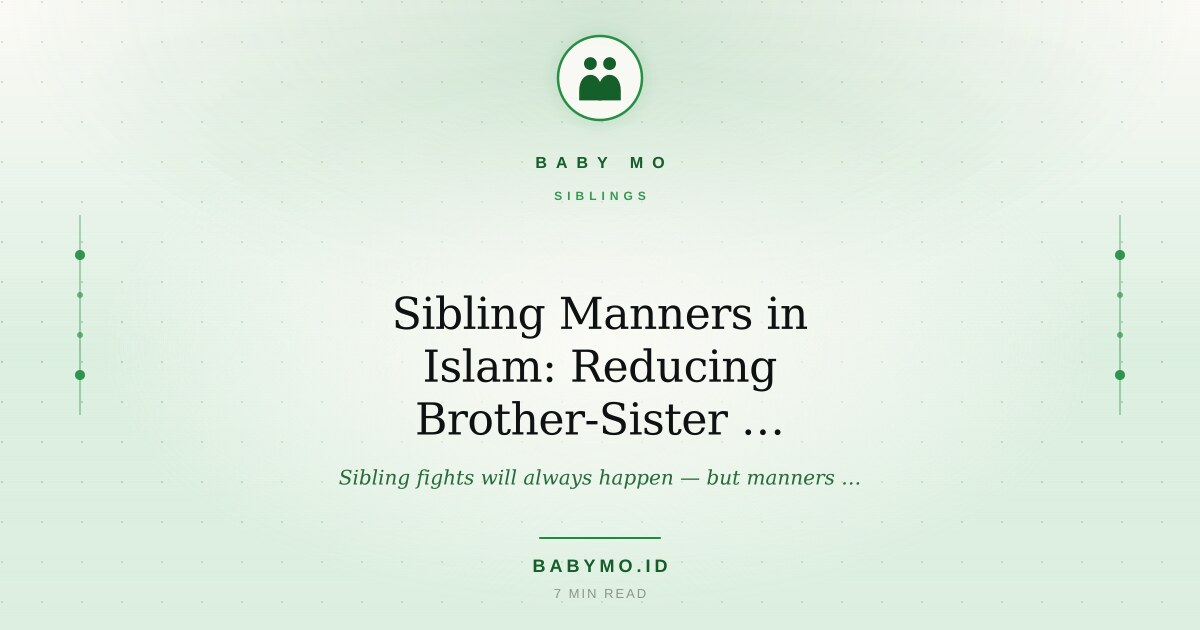 BABY MO
SIBLINGS
Sibling Manners in
Islam: Reducing
Brother-Sister ...
Sibling fights will always happen — but manners ...
BABYMO.ID
7 MIN READ